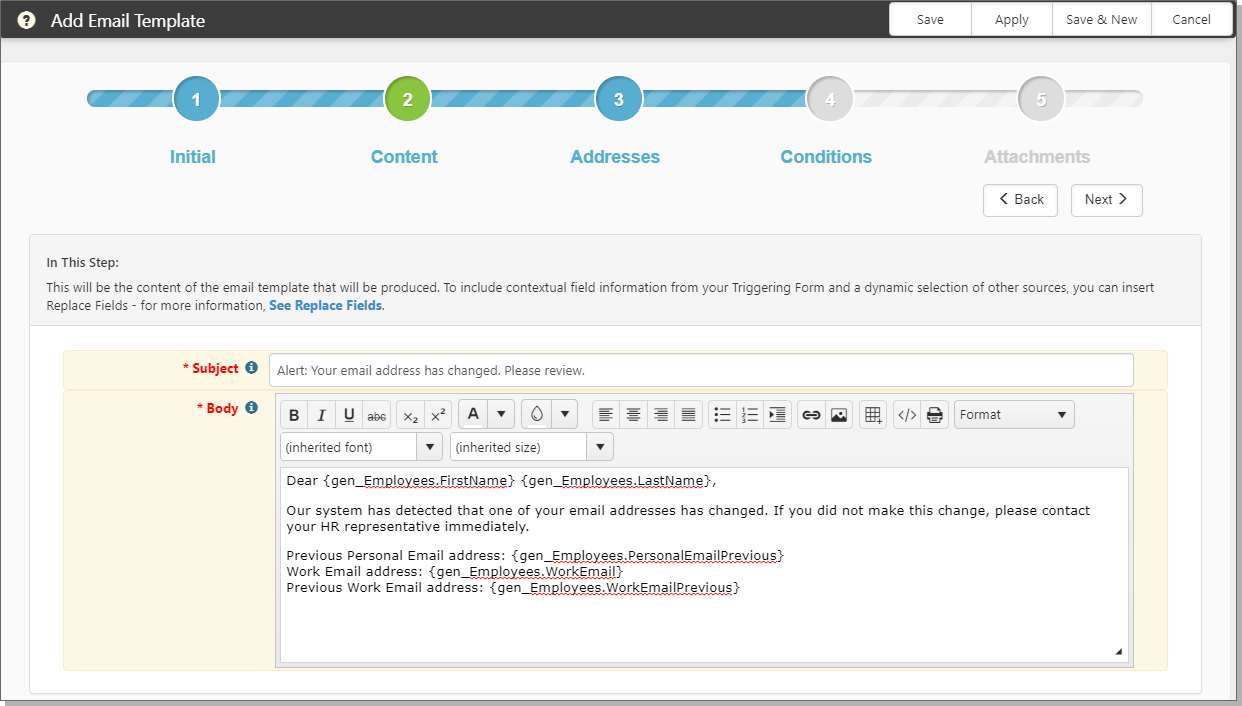 ? Add Email Template
Save Apply Save & New Cancel
1 2 3 4 5
Initial Content Addresses Conditions Attachments
Back Next
In This Step:
This will be the content of the email template that will be produced. To include contextual field information from your Triggering Form and a dynamic selection of other sources, you can insert
Replace Fields - for more information, See Replace Fields.
* Subject i Alert: Your email address has changed. Please review.
* Body i B I U abc x₂ x² A </> Format
(inherited font) (inherited size)
Dear {gen_Employees.FirstName} {gen_Employees.LastName},
Our system has detected that one of your email addresses has changed. If you did not make this change, please contact
your HR representative immediately.
Previous Personal Email address: {gen_Employees.PersonalEmailPrevious}
Work Email address: {gen_Employees.WorkEmail}
Previous Work Email address: {gen_Employees.WorkEmailPrevious}